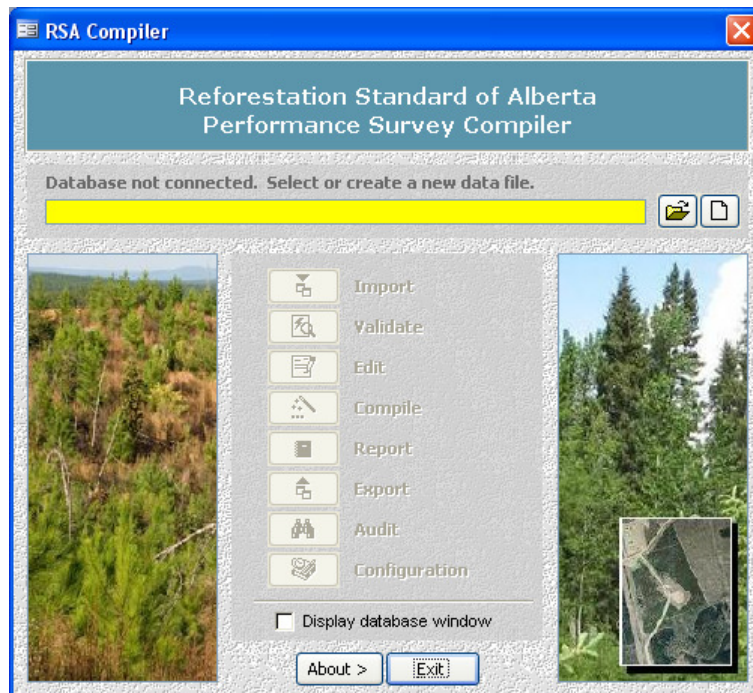 RSA Compiler
Reforestation Standard of Alberta
Performance Survey Compiler
Database not connected. Select or create a new data file.
Import
Validate
Edit
Compile
Report
Export
Audit
Configuration
Display database window
About >
Exit